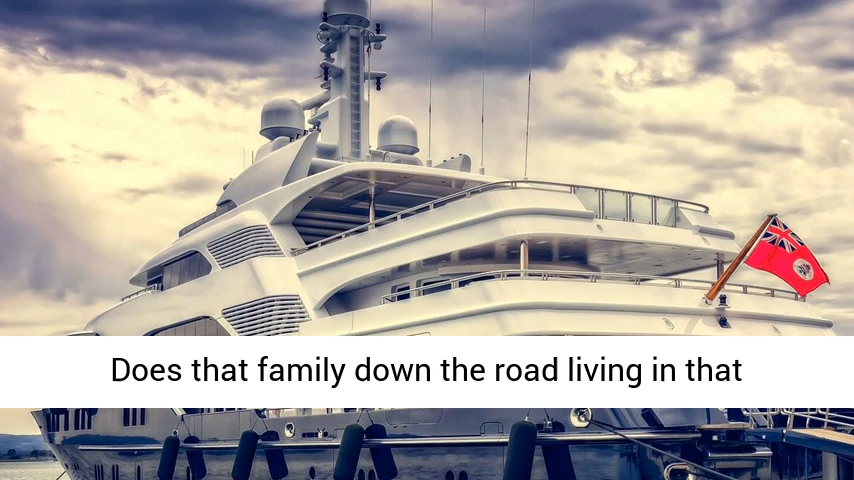 Does that family down the road living in that